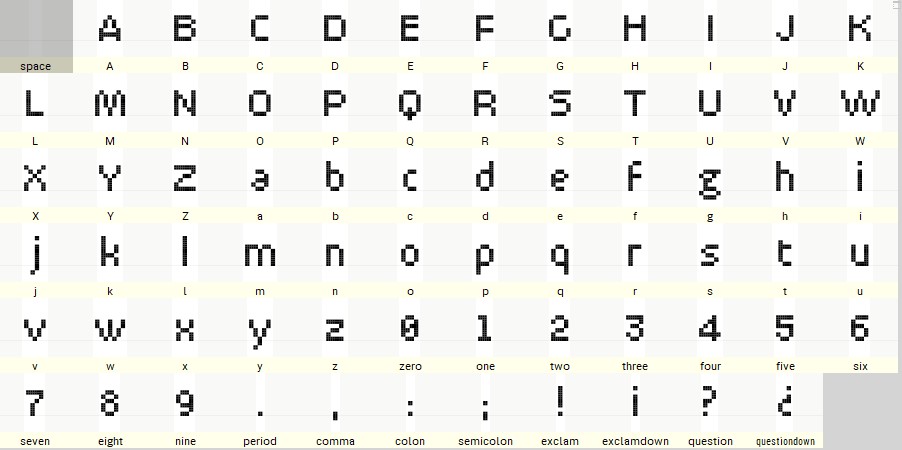 A B C D E F G H I J K
space A B C D E F G H I J K
L M N O P Q R S T U V W
L M N O P Q R S T U V W
X Y Z a b c d e f g h i
X Y Z a b c d e f g h i
j k l m n o p q r s t u
j k l m n o p q r s t u
v w x y z 0 1 2 3 4 5 6
v w x y z zero one two three four five six
7 8 9 . , : ; ! ¡ ? ¿
seven eight nine period comma colon semicolon exclam exclamdown question questiondown